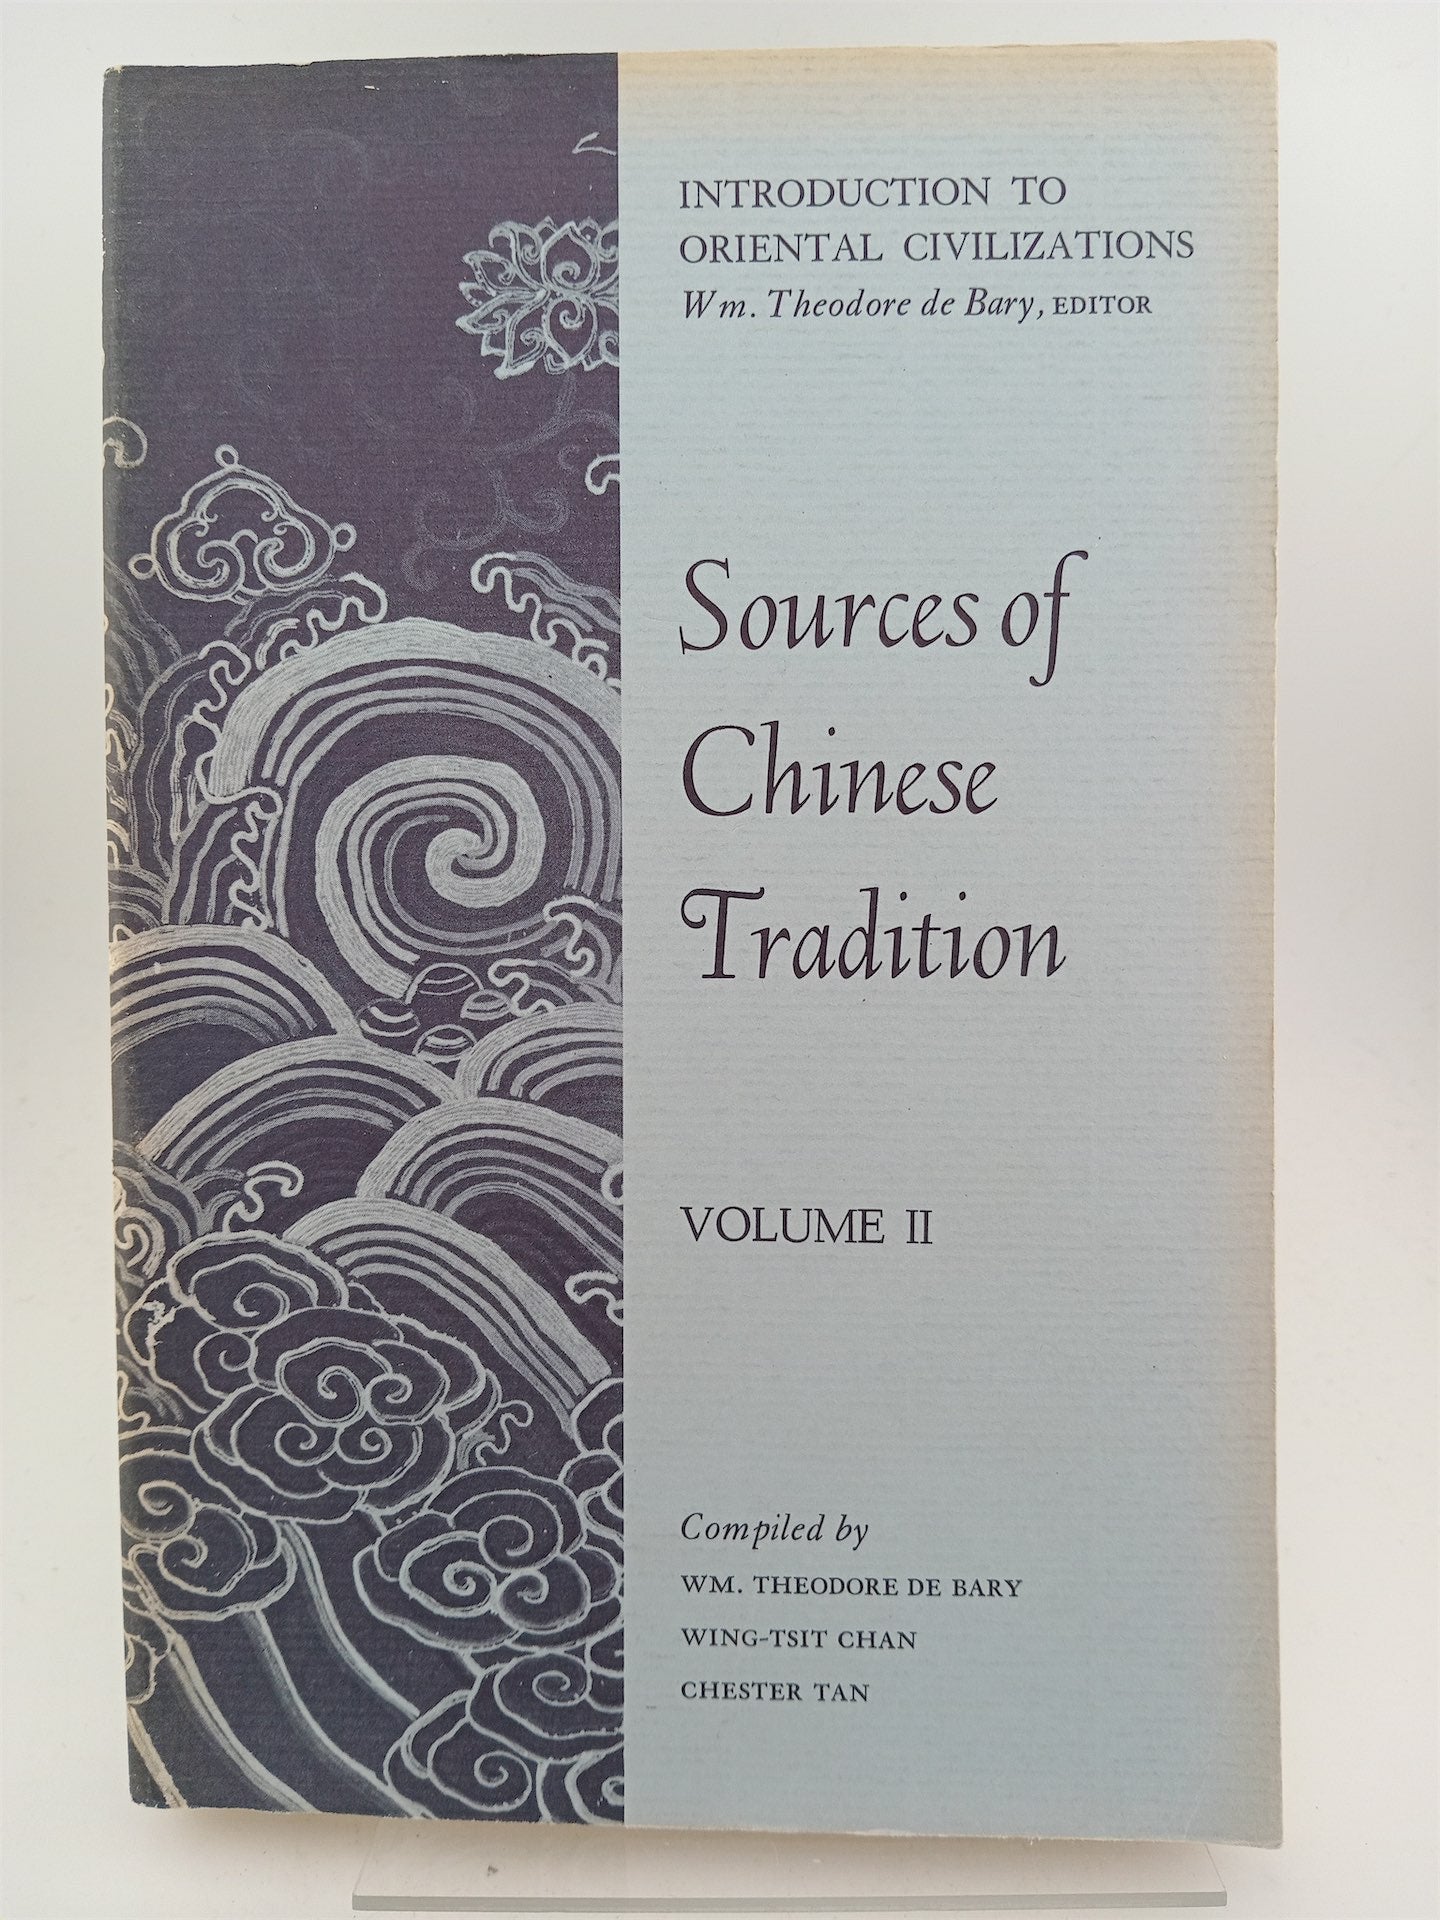 INTRODUCTION TO
ORIENTAL CIVILIZATIONS
Wm. Theodore de Bary, EDITOR
Sources of
Chinese
Tradition
VOLUME II
Compiled by
WM. THEODORE DE BARY
WING-TSIT CHAN
CHESTER TAN